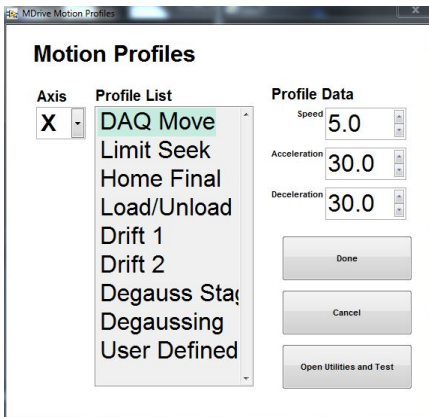 MDrive Motion Profiles
Motion Profiles
Axis
X
Profile List
DAQ Move
Limit Seek
Home Final
Load/Unload
Drift 1
Drift 2
Degauss Stag
Degaussing
User Defined
Profile Data
Speed 5.0
Acceleration 30.0
Deceleration 30.0
Done
Cancel
Open Utilities and Test